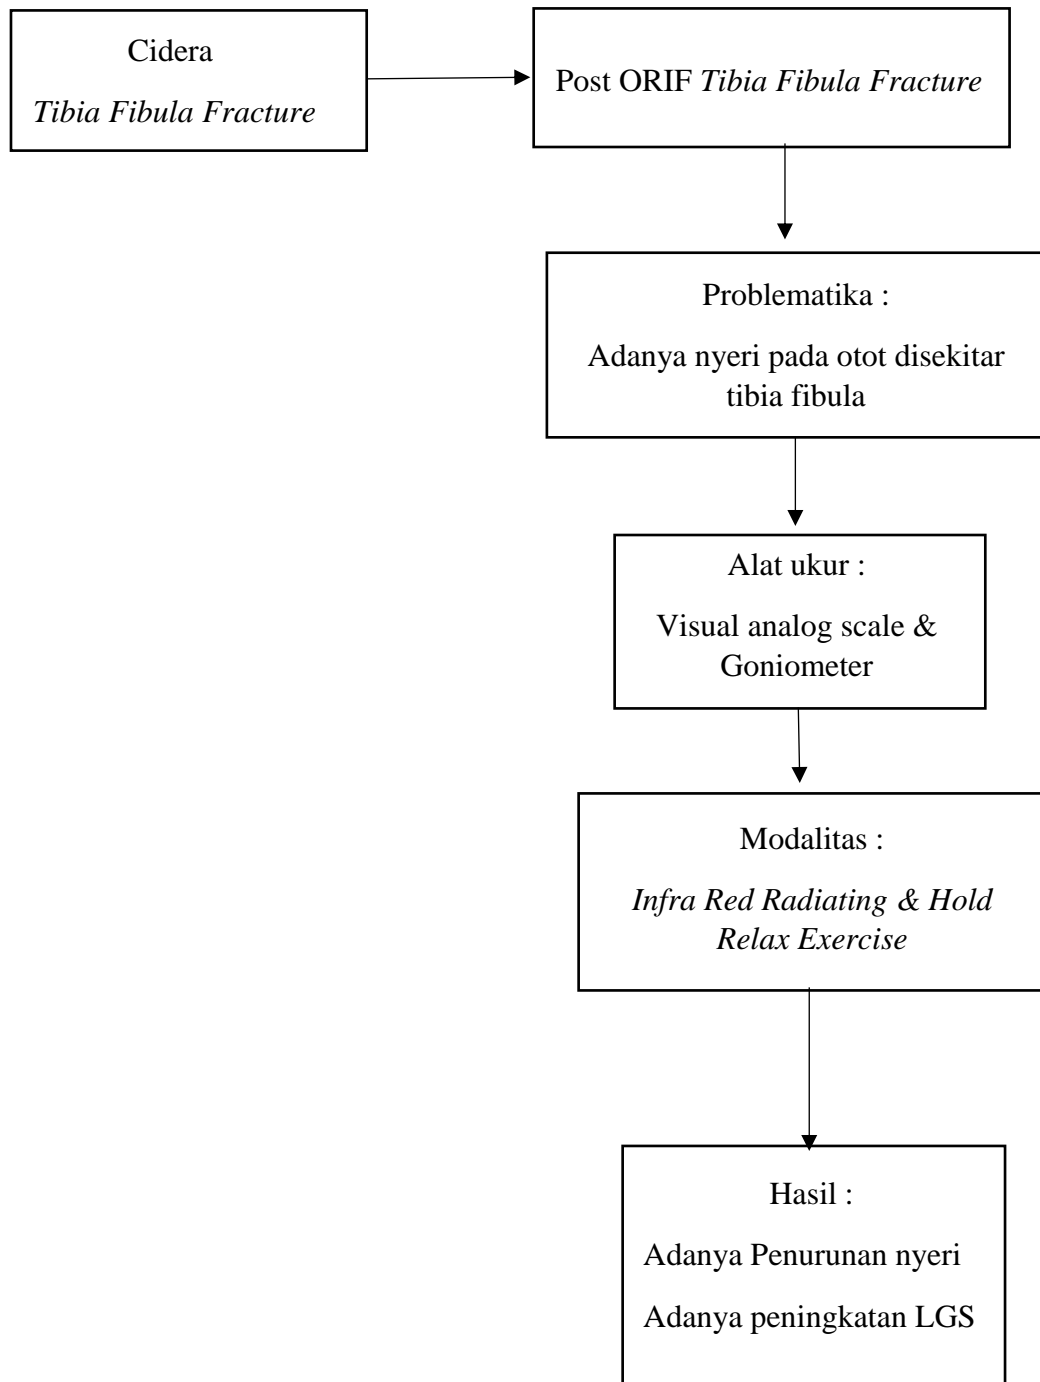 Cidera
Tibia Fibula Fracture
Post ORIF Tibia Fibula Fracture
Problematika :
Adanya nyeri pada otot disekitar
tibia fibula
Alat ukur :
Visual analog scale &
Goniometer
Modalitas :
Infra Red Radiating & Hold
Relax Exercise
Hasil :
Adanya Penurunan nyeri
Adanya peningkatan LGS